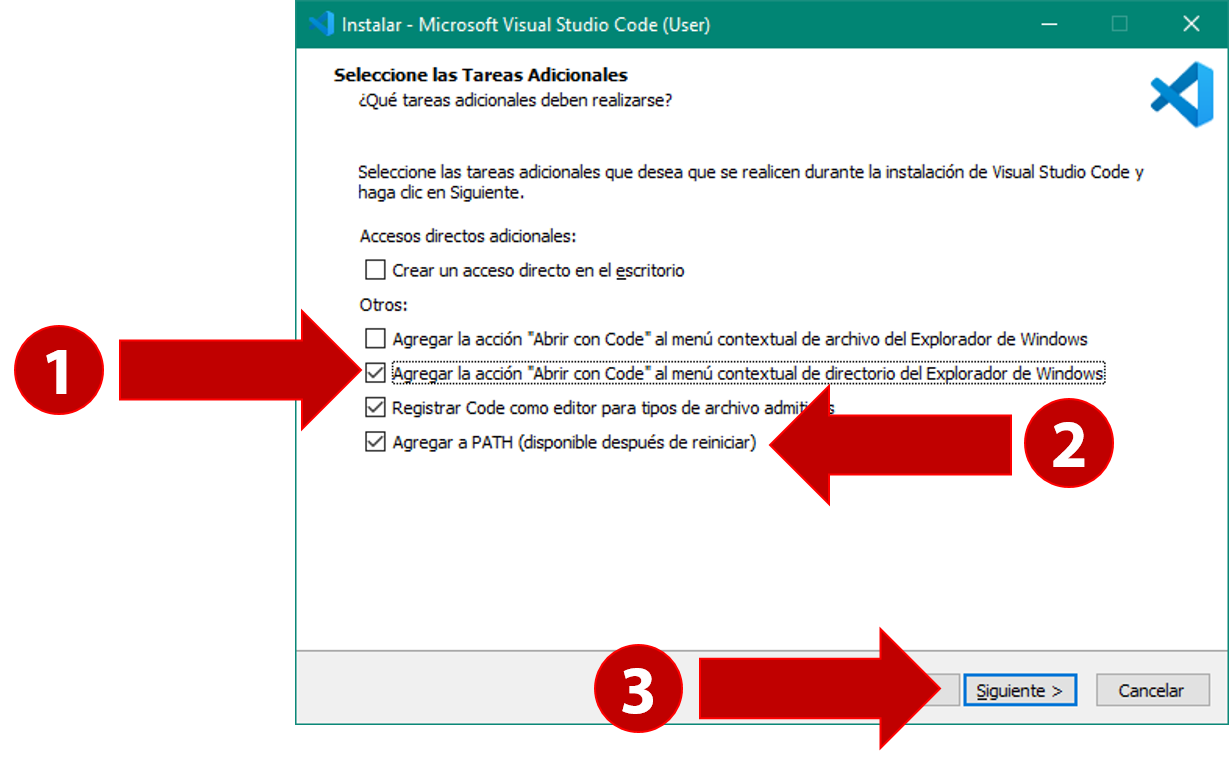 Instalar - Microsoft Visual Studio Code (User)
Seleccione las Tareas Adicionales
¿Qué tareas adicionales deben realizarse?
Seleccione las tareas adicionales que desea que se realicen durante la instalación de Visual Studio Code y
haga clic en Siguiente.
Accesos directos adicionales:
Crear un acceso directo en el escritorio
Otros:
Agregar la acción "Abrir con Code" al menú contextual de archivo del Explorador de Windows
1
Agregar la acción "Abrir con Code" al menú contextual de directorio del Explorador de Windows
Registrar Code como editor para tipos de archivo
Agregar a PATH (disponible después de reiniciar)
2
3
Siguiente >
Cancelar